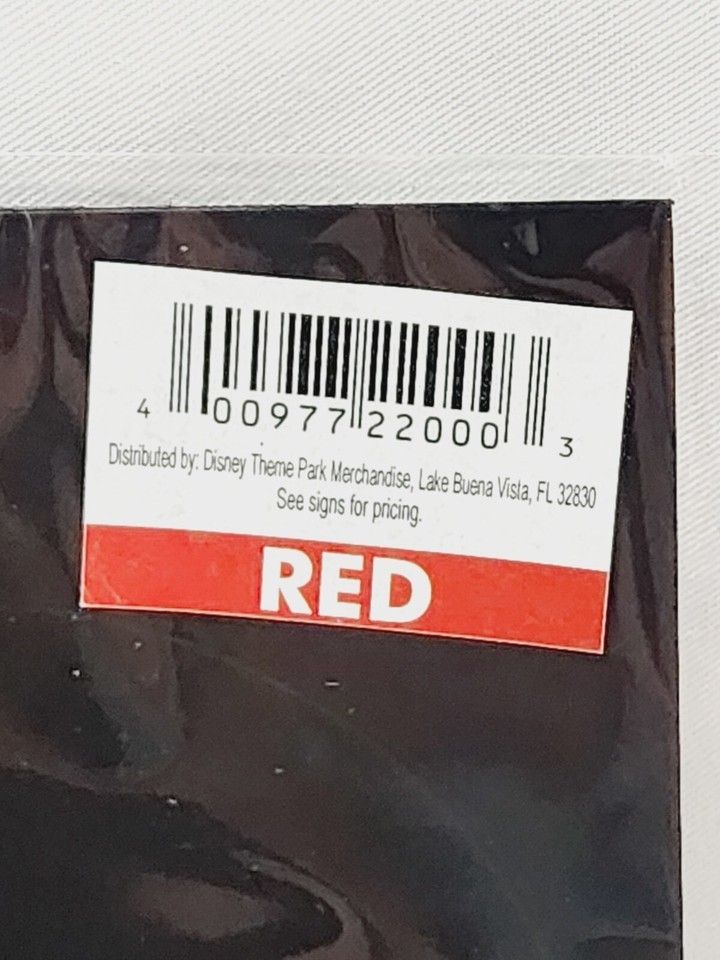 4 00977 22000 3
Distributed by: Disney Theme Park Merchandise, Lake Buena Vista, FL 32830
See signs for pricing.
RED